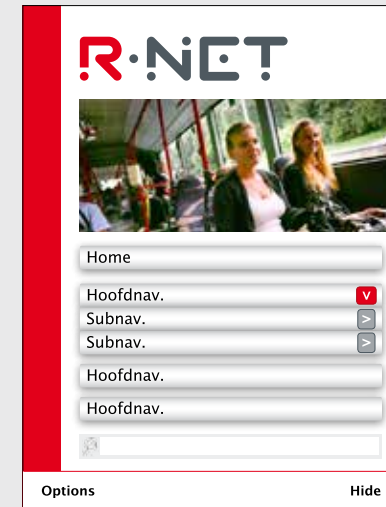 R·NET
Home
Hoofdnav.
Subnav.
Subnav.
Hoofdnav.
Hoofdnav.
Options Hide